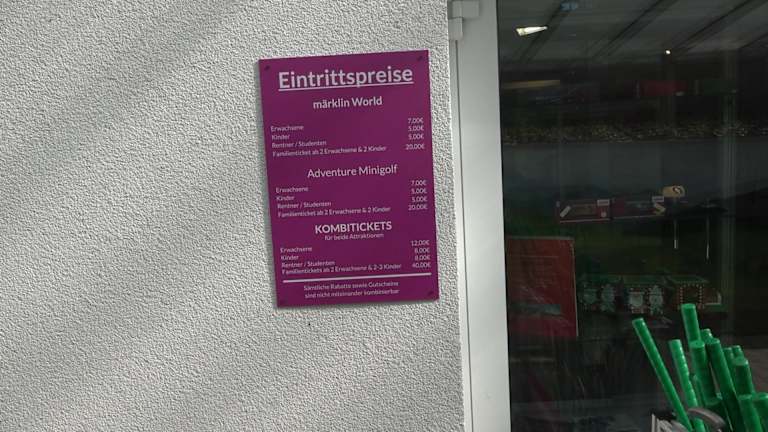 Eintrittspreise
märklin World
Erwachsene 7,00€
Kinder 5,00€
Rentner / Studenten 5,00€
Familienticket ab 2 Erwachsene & 2 Kinder 20,00€
Adventure Minigolf
Erwachsene 7,00€
Kinder 5,00€
Rentner / Studenten 5,00€
Familienticket ab 2 Erwachsene & 2 Kinder 20,00€
KOMBITICKETS
für beide Attraktionen
Erwachsene 12,00€
Kinder 8,00€
Rentner / Studenten 8,00€
Familientickets ab 2 Erwachsene & 2-3 Kinder 40,00€
Sämtliche Rabatte sowie Gutscheine
sind nicht miteinander kombinierbar